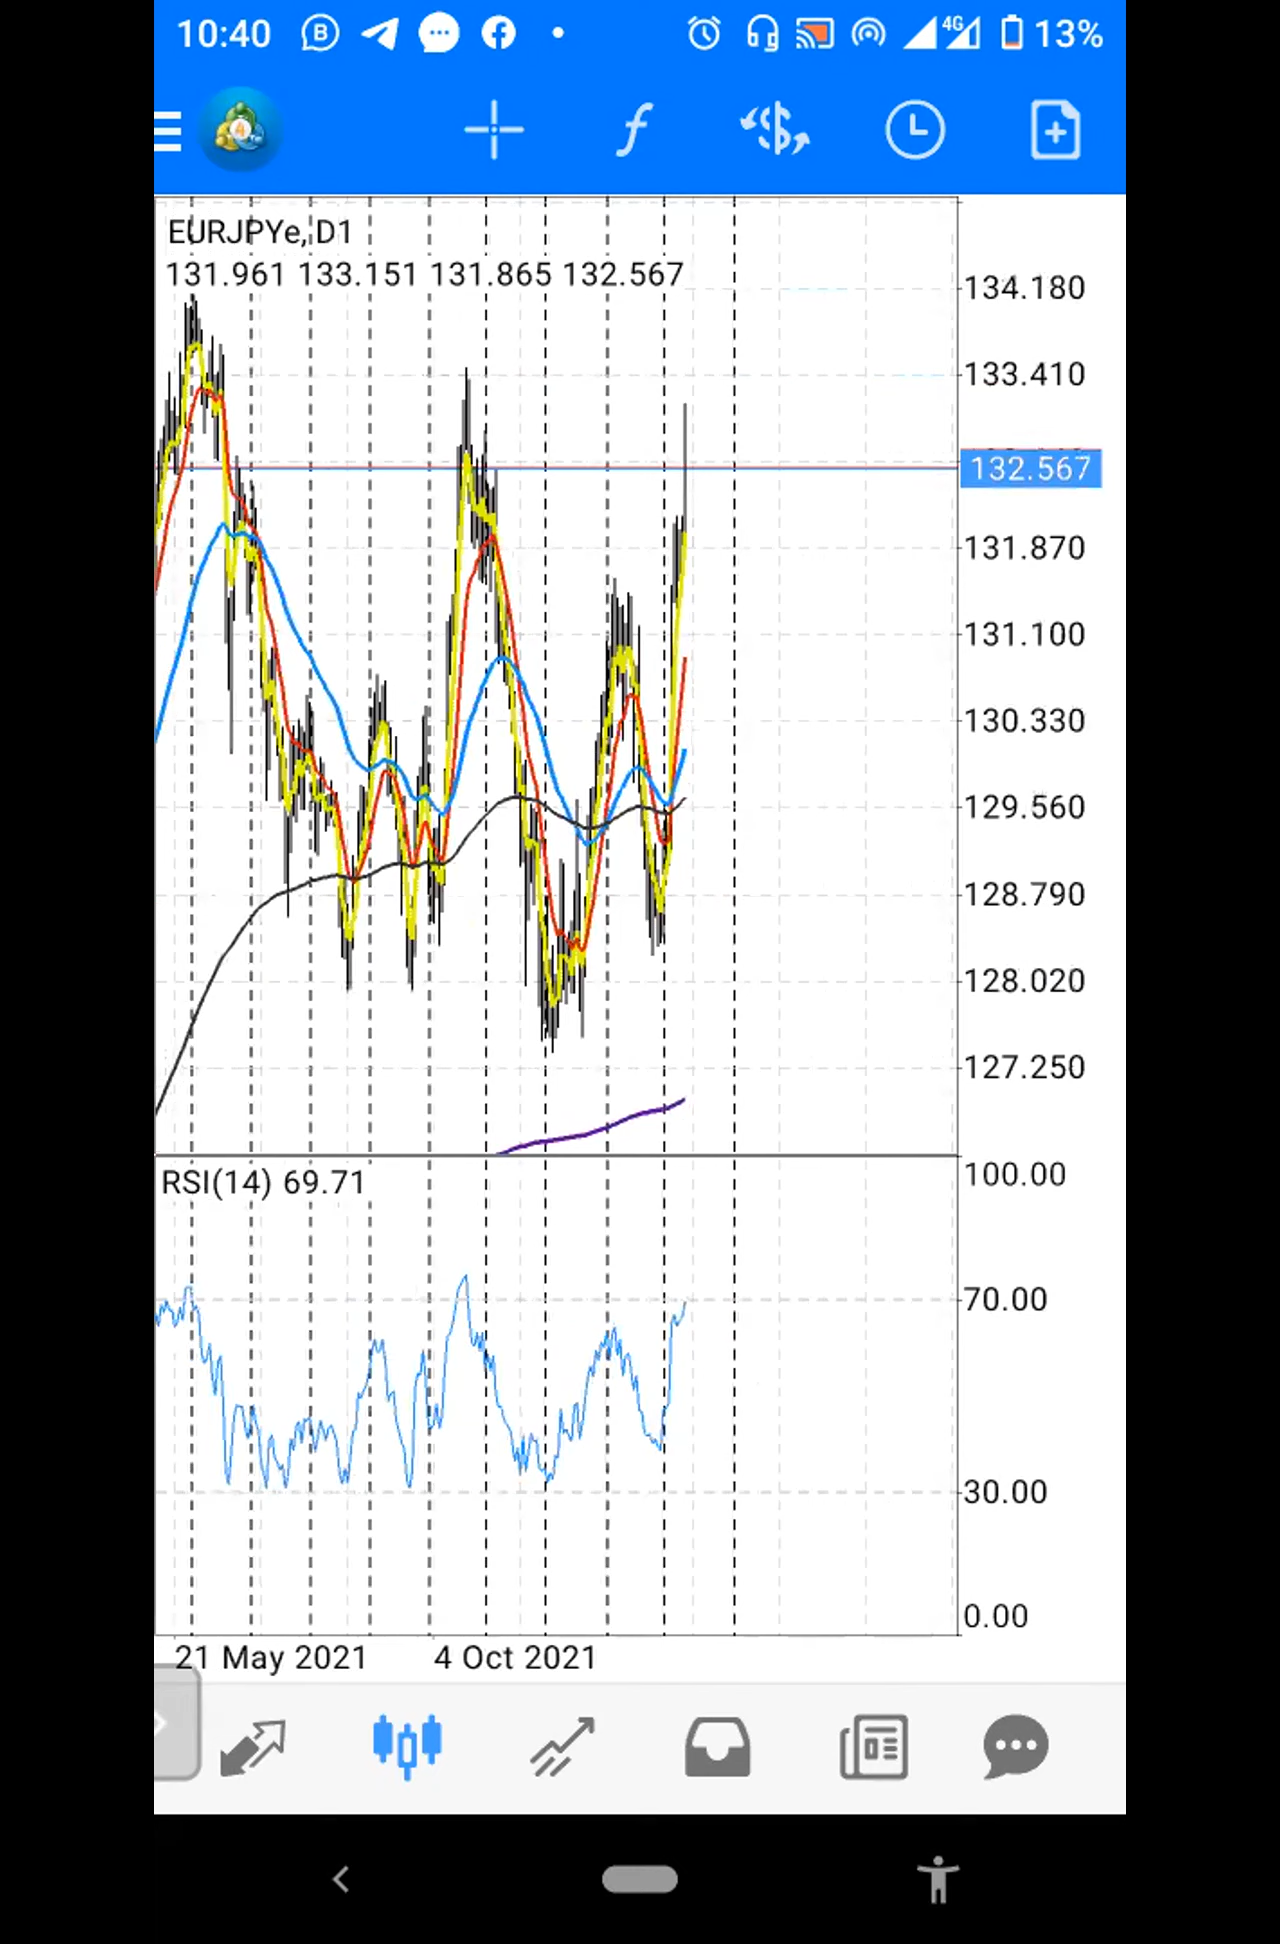 10:40 4G 13%
EURJPYe,D1
131.961 133.151 131.865 132.567
134.180
133.410
132.567
131.870
131.100
130.330
129.560
128.790
128.020
127.250
RSI(14) 69.71
100.00
70.00
30.00
0.00
21 May 2021 4 Oct 2021